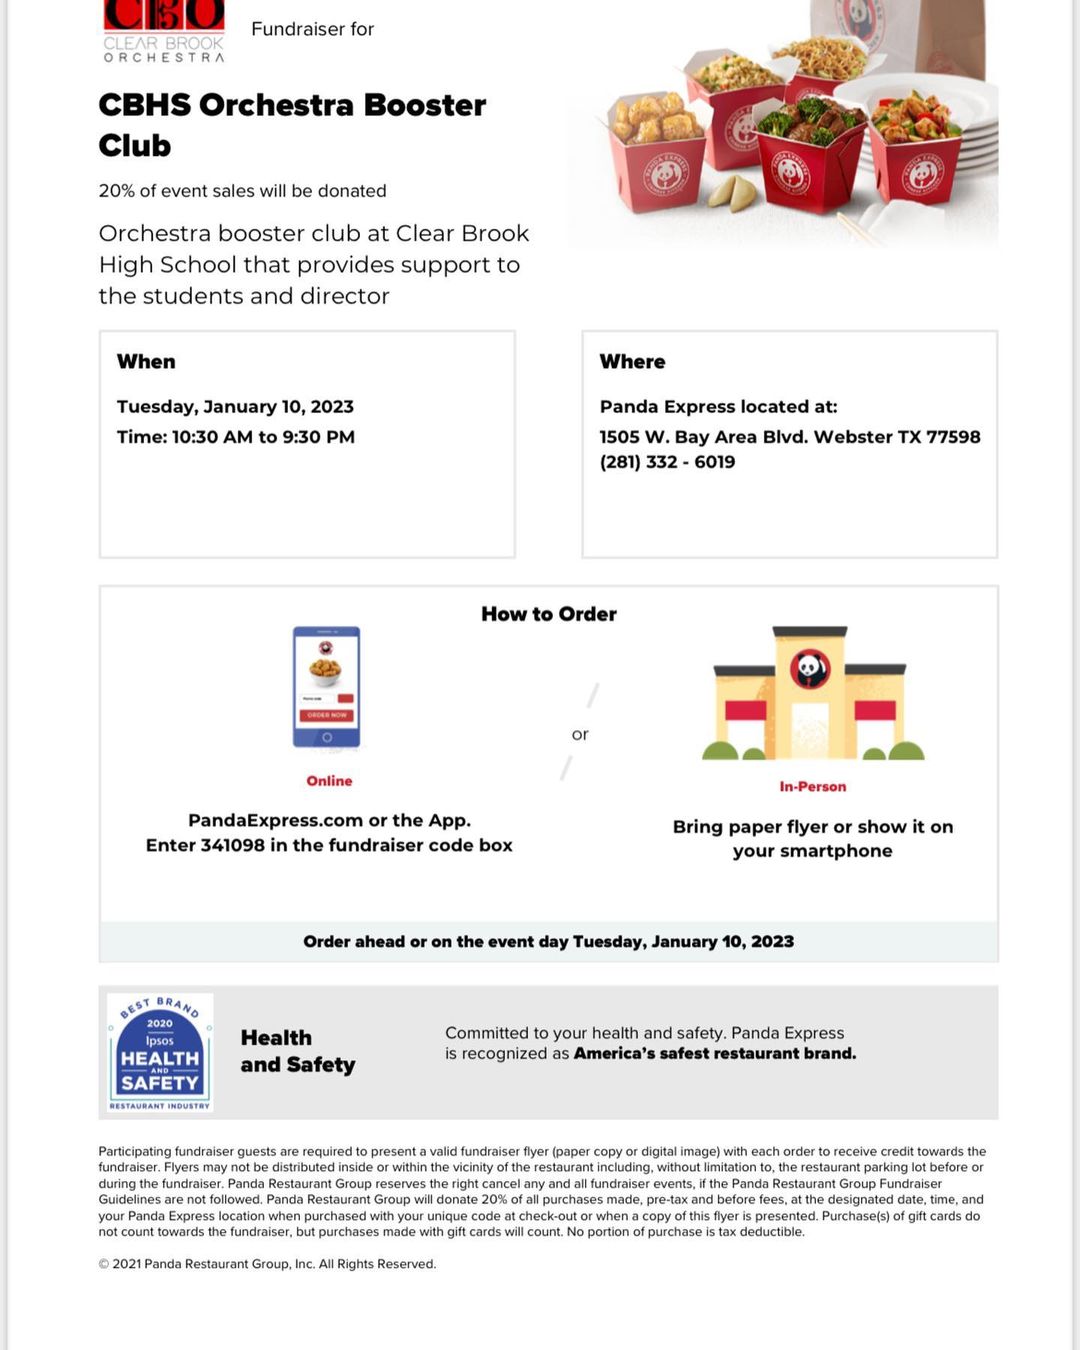 CBO
CLEAR BROOK
ORCHESTRA
Fundraiser for
CBHS Orchestra Booster
Club
20% of event sales will be donated
Orchestra booster club at Clear Brook
High School that provides support to
the students and director
PANDA EXPRESS
PANDA EXPRESS
PANDA EXPRESS
When
Tuesday, January 10, 2023
Time: 10:30 AM to 9:30 PM
Where
Panda Express located at:
1505 W. Bay Area Blvd. Webster TX 77598
(281) 332 - 6019
How to Order
ORDER NOW
Online
PandaExpress.com or the App.
Enter 341098 in the fundraiser code box
or
In-Person
Bring paper flyer or show it on
your smartphone
Order ahead or on the event day Tuesday, January 10, 2023
BEST BRAND
2020
Ipsos
HEALTH
AND
SAFETY
RESTAURANT INDUSTRY
Health
and Safety
Committed to your health and safety. Panda Express
is recognized as America's safest restaurant brand.
Participating fundraiser guests are required to present a valid fundraiser flyer (paper copy or digital image) with each order to receive credit towards the
fundraiser. Flyers may not be distributed inside or within the vicinity of the restaurant including, without limitation to, the restaurant parking lot before or
during the fundraiser. Panda Restaurant Group reserves the right cancel any and all fundraiser events, if the Panda Restaurant Group Fundraiser
Guidelines are not followed. Panda Restaurant Group will donate 20% of all purchases made, pre-tax and before fees, at the designated date, time, and
your Panda Express location when purchased with your unique code at check-out or when a copy of this flyer is presented. Purchase(s) of gift cards do
not count towards the fundraiser, but purchases made with gift cards will count. No portion of purchase is tax deductible.
© 2021 Panda Restaurant Group, Inc. All Rights Reserved.